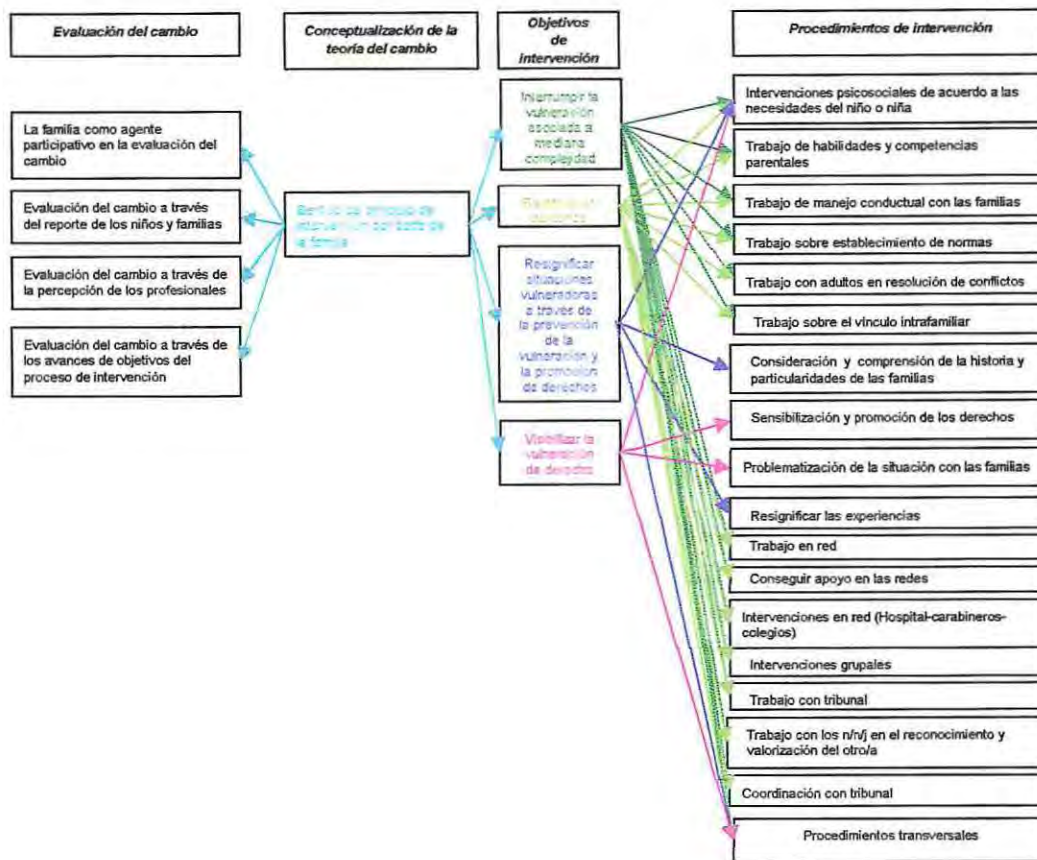 Evaluación del cambio
Conceptualización de la
teoría del cambio
Objetivos
de
intervención
Procedimientos de intervención
La familia como agente
participativo en la evaluación del
cambio
Evaluación del cambio a través
del reporte de los niños y familias
Evaluación del cambio a través de
la percepción de los profesionales
Evaluación del cambio a través de
los avances de objetivos del
proceso de intervención
de
intervención por parte de
la familia
Interrumpir la
vulneración
asociada a
mediana
complejidad
Resignificar
situaciones
vulneradoras
a través de
la prevención
de la
vulneración y
la promoción
de derechos
Visibilizar la
vulneración
de derecho
Intervenciones psicosociales de acuerdo a las
necesidades del niño o niña
Trabajo de habilidades y competencias
parentales
Trabajo de manejo conductual con las familias
Trabajo sobre establecimiento de normas
Trabajo con adultos en resolución de conflictos
Trabajo sobre el vínculo intrafamiliar
Consideración y comprensión de la historia y
particularidades de las familias
Sensibilización y promoción de los derechos
Problematización de la situación con las familias
Resignificar las experiencias
Trabajo en red
Conseguir apoyo en las redes
Intervenciones en red (Hospital-carabineros-
colegios)
Intervenciones grupales
Trabajo con tribunal
Trabajo con los n/n/j en el reconocimiento y
valorización del otro/a
Coordinación con tribunal
Procedimientos transversales